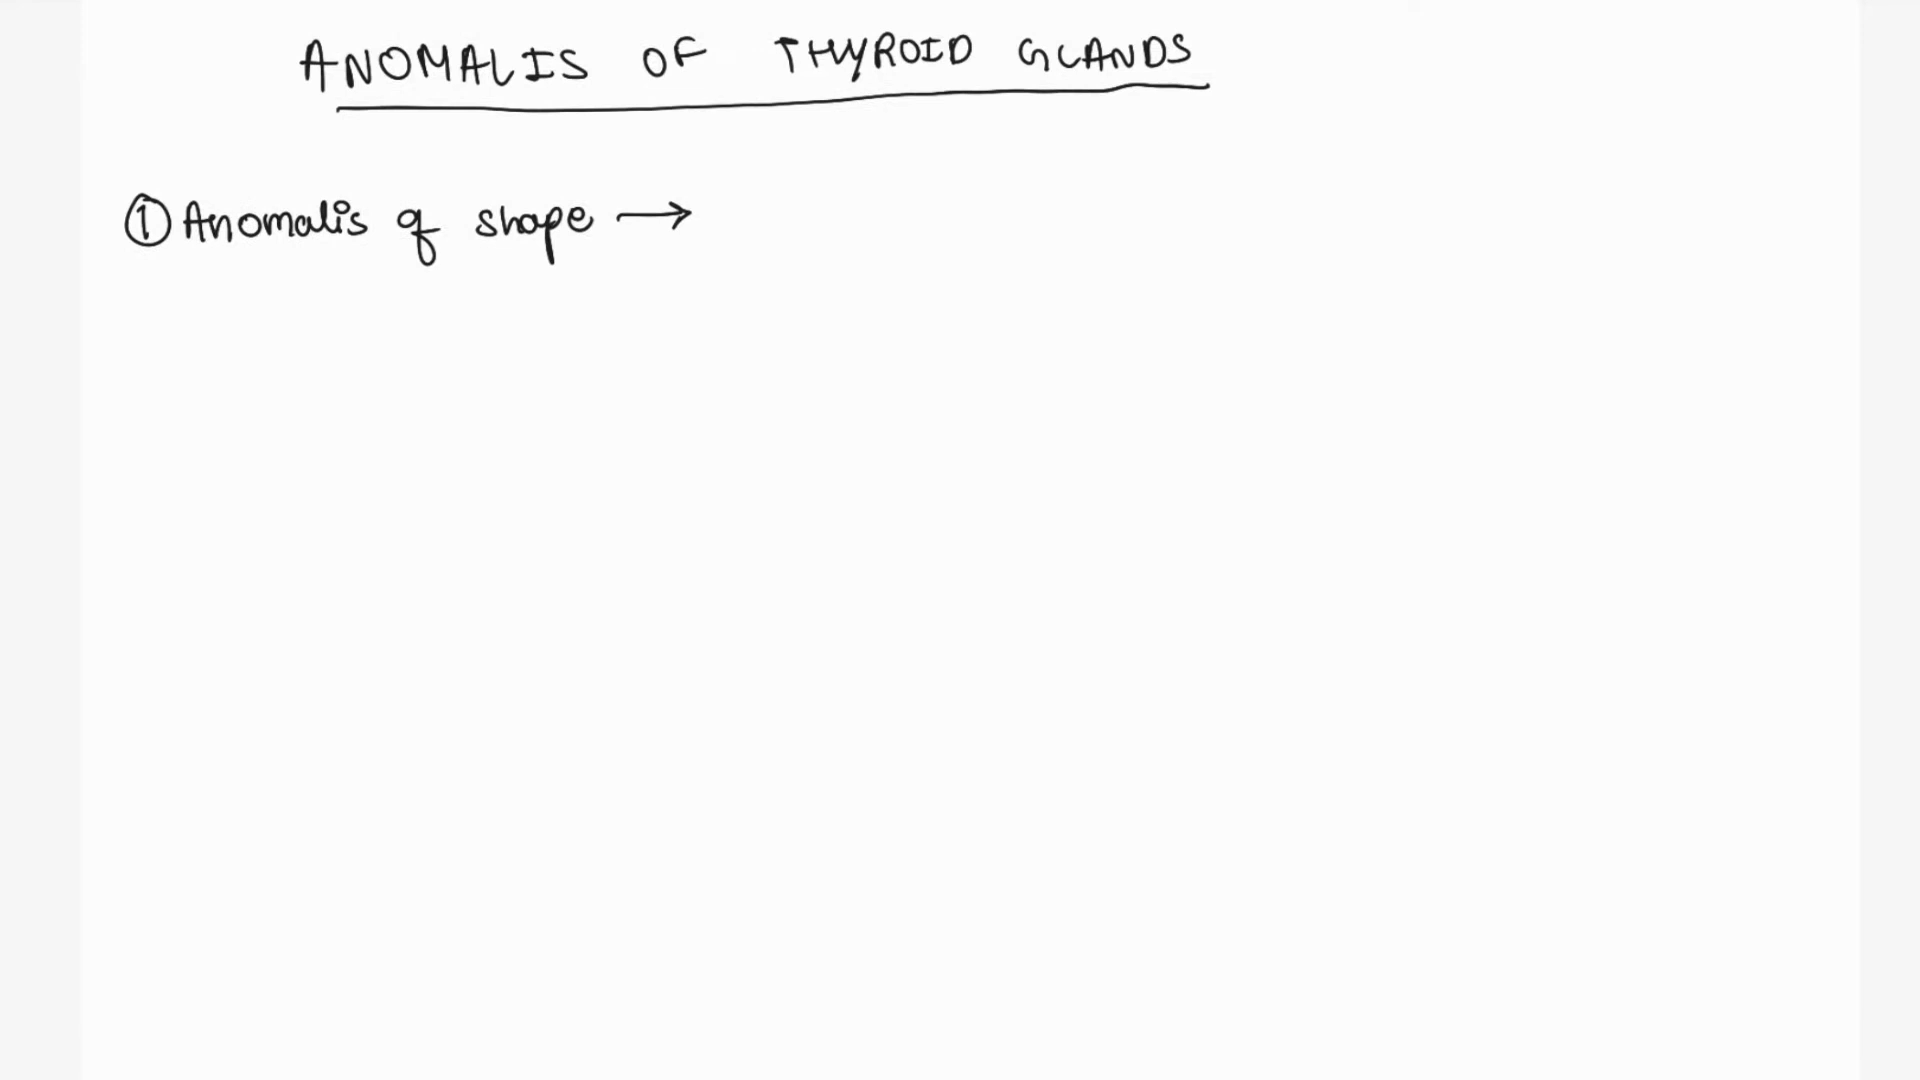 ANOMALIS OF THYROID GLANDS
① Anomalis of shape →